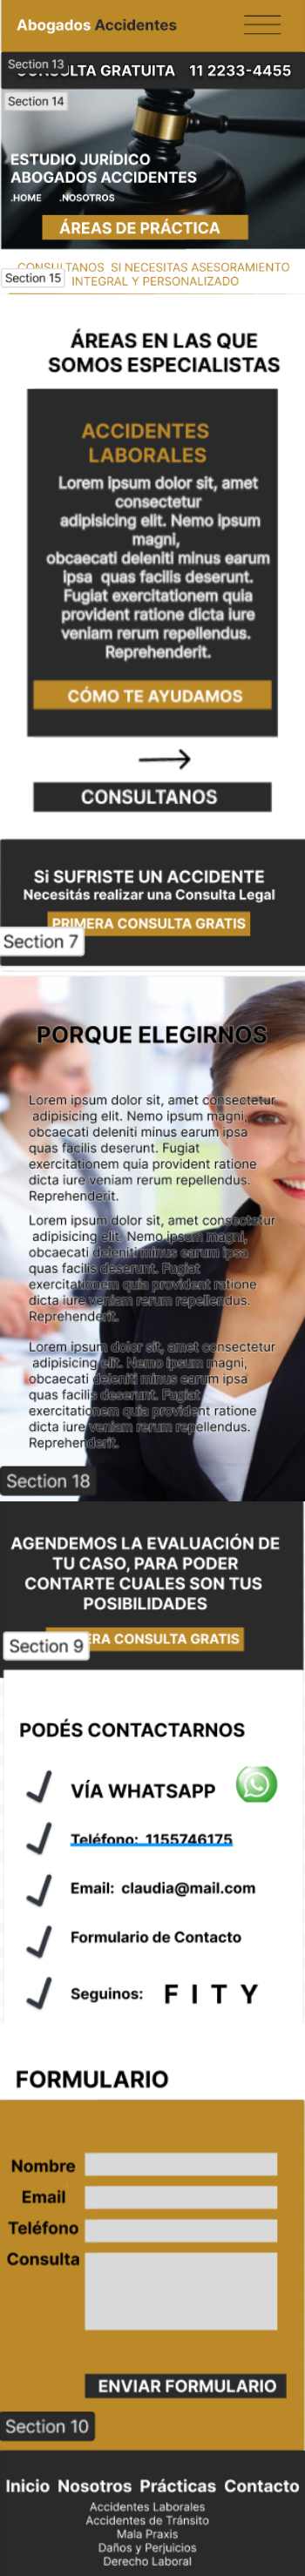 Abogados Accidentes
Section 13
CONSULTA GRATUITA 11 2233-4455
Section 14
ESTUDIO JURÍDICO
ABOGADOS ACCIDENTES
.HOME .NOSOTROS
ÁREAS DE PRÁCTICA
CONSULTANOS SI NECESITAS ASESORAMIENTO
Section 15
INTEGRAL Y PERSONALIZADO
ÁREAS EN LAS QUE
SOMOS ESPECIALISTAS
ACCIDENTES
LABORALES
Lorem ipsum dolor sit, amet
consectetur
adipisicing elit. Nemo ipsum
magni,
obcaecati deleniti minus earum
ipsa quas facilis deserunt.
Fugiat exercitationem quia
provident ratione dicta iure
veniam rerum repellendus.
Reprehenderit.
CÓMO TE AYUDAMOS
CONSULTANOS
Si SUFRISTE UN ACCIDENTE
Necesitás realizar una Consulta Legal
PRIMERA CONSULTA GRATIS
Section 7
PORQUE ELEGIRNOS
Lorem ipsum dolor sit, amet consectetur
adipisicing elit. Nemo ipsum magni,
obcaecati deleniti minus earum ipsa
quas facilis deserunt. Fugiat
exercitationem quia provident ratione
dicta iure veniam rerum repellendus.
Reprehenderit.
Lorem ipsum dolor sit, amet consectetur
adipisicing elit. Nemo ipsum magni,
obcaecati deleniti minus earum ipsa
quas facilis deserunt. Fugiat
exercitationem quia provident ratione
dicta iure veniam rerum repellendus.
Reprehenderit.
Lorem ipsum dolor sit, amet consectetur
adipisicing elit. Nemo ipsum magni,
obcaecati deleniti minus earum ipsa
quas facilis deserunt. Fugiat
exercitationem quia provident ratione
dicta iure veniam rerum repellendus.
Reprehenderit.
Section 18
AGENDEMOS LA EVALUACIÓN DE
TU CASO, PARA PODER
CONTARTE CUALES SON TUS
POSIBILIDADES
ERA CONSULTA GRATIS
Section 9
PODÉS CONTACTARNOS
VÍA WHATSAPP
Teléfono: 1155746175
Email: claudia@mail.com
Formulario de Contacto
Seguinos: F I T Y
FORMULARIO
Nombre
Email
Teléfono
Consulta
ENVIAR FORMULARIO
Section 10
Inicio Nosotros Prácticas Contacto
Accidentes Laborales
Accidentes de Tránsito
Mala Praxis
Daños y Perjuicios
Derecho Laboral